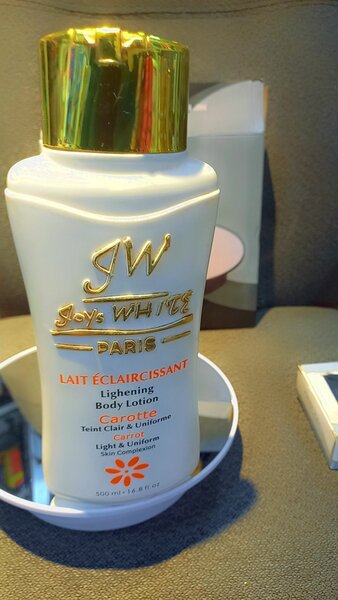 JW
Joys WHITE
PARIS
LAIT ÉCLAIRCISSANT
Lighening
Body Lotion
Carotte
Teint Clair & Uniforme
Carrot
Light & Uniform
Skin Complexion
500 ml • 16.8 fl oz